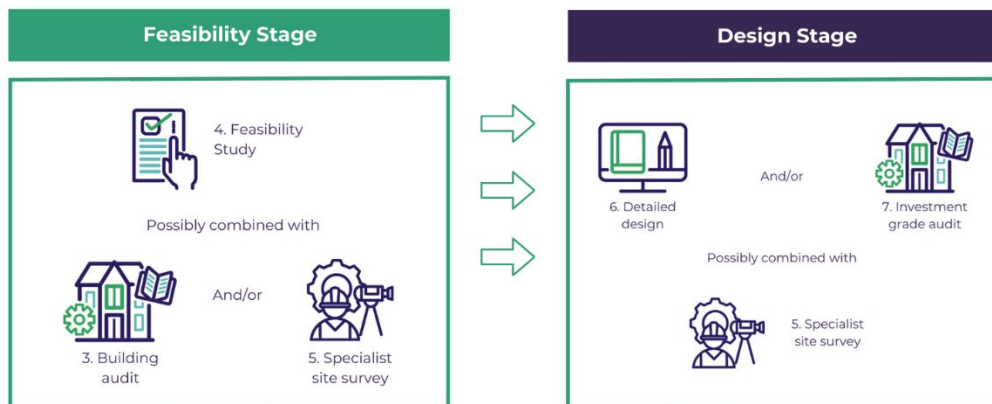 Feasibility Stage
4. Feasibility
Study
Possibly combined with
And/or
3. Building
audit
5. Specialist
site survey
Design Stage
And/or
6. Detailed
design
7. Investment
grade audit
Possibly combined with
5. Specialist
site survey